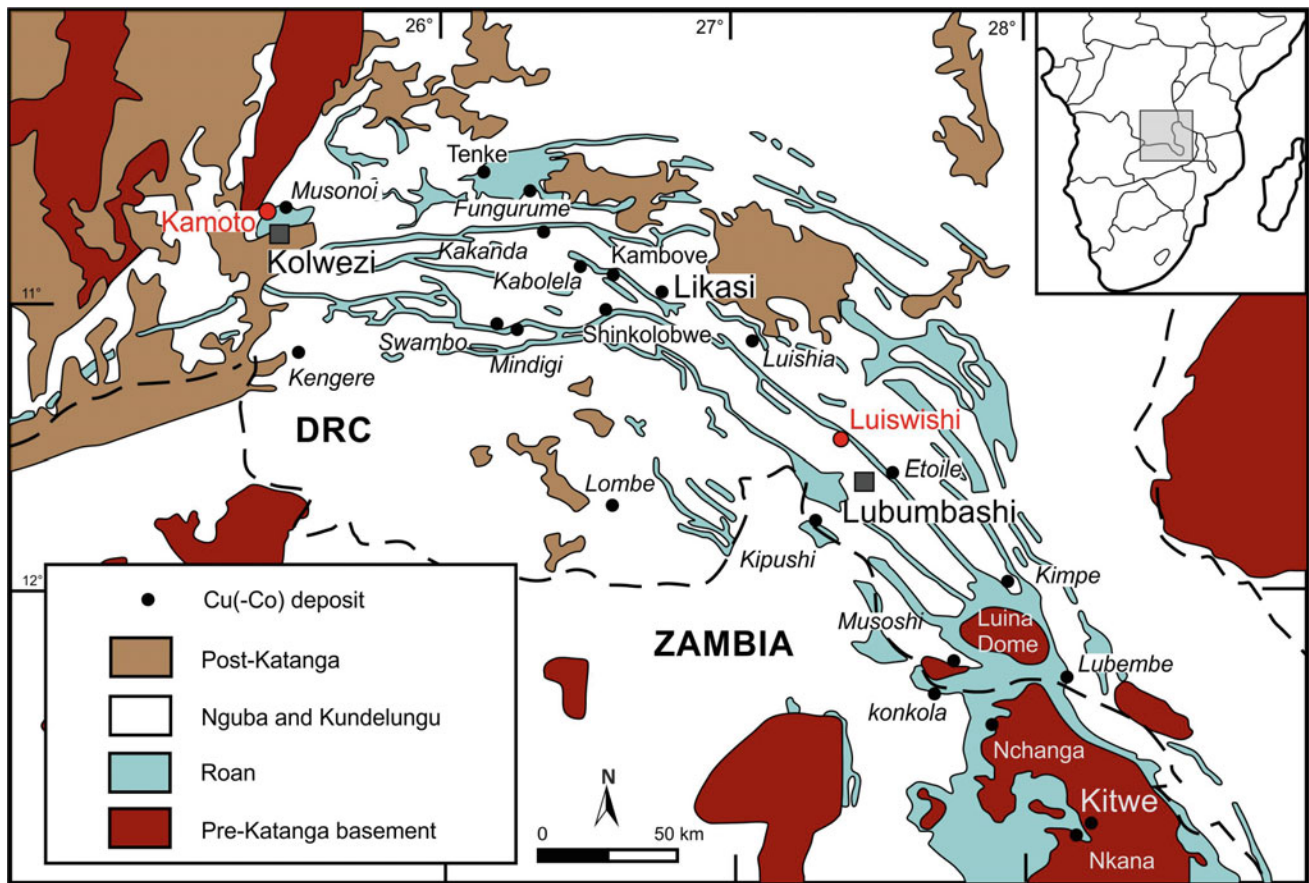 26°
27°
28°
Tenke
Musonoi
Kamoto
Fungurume
Kolwezi
Kakanda
Kambove
Kabolela
Likasi
11°
Shinkolobwe
Swambo
Mindigi
Luishia
Kengere
DRC
Luiswishi
Etoile
Lombe
Lubumbashi
Kipushi
12°
Kimpe
Cu(-Co) deposit
Musoshi
Luina
Dome
ZAMBIA
Post-Katanga
Lubembe
konkola
Nguba and Kundelungu
Nchanga
Roan
N
Kitwe
Pre-Katanga basement
0
50 km
Nkana